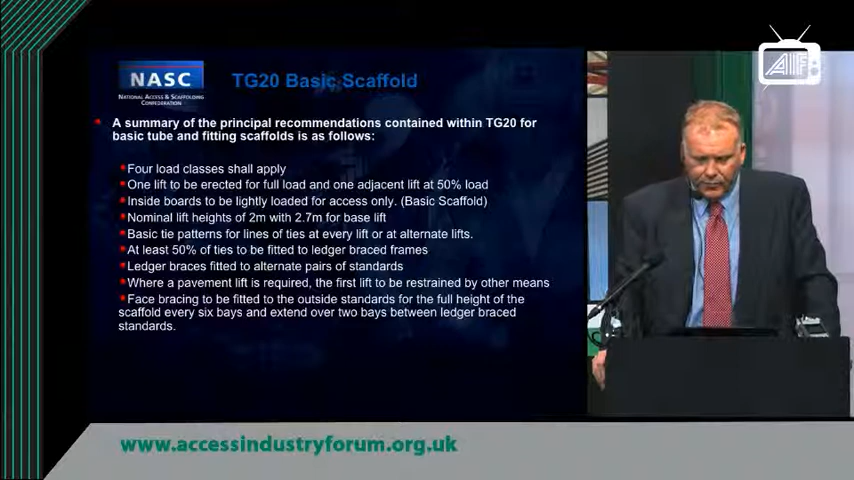 NASC
NATIONAL ACCESS & SCAFFOLDING
CONFEDERATION
TG20 Basic Scaffold
A summary of the principal recommendations contained within TG20 for
basic tube and fitting scaffolds is as follows:
Four load classes shall apply
One lift to be erected for full load and one adjacent lift at 50% load
Inside boards to be lightly loaded for access only. (Basic Scaffold)
Nominal lift heights of 2m with 2.7m for base lift
Basic tie patterns for lines of ties at every lift or at alternate lifts.
At least 50% of ties to be fitted to ledger braced frames
Ledger braces fitted to alternate pairs of standards
Where a pavement lift is required, the first lift to be restrained by other means
Face bracing to be fitted to the outside standards for the full height of the
scaffold every six bays and extend over two bays between ledger braced
standards.
AIF
www.accessindustryforum.org.uk